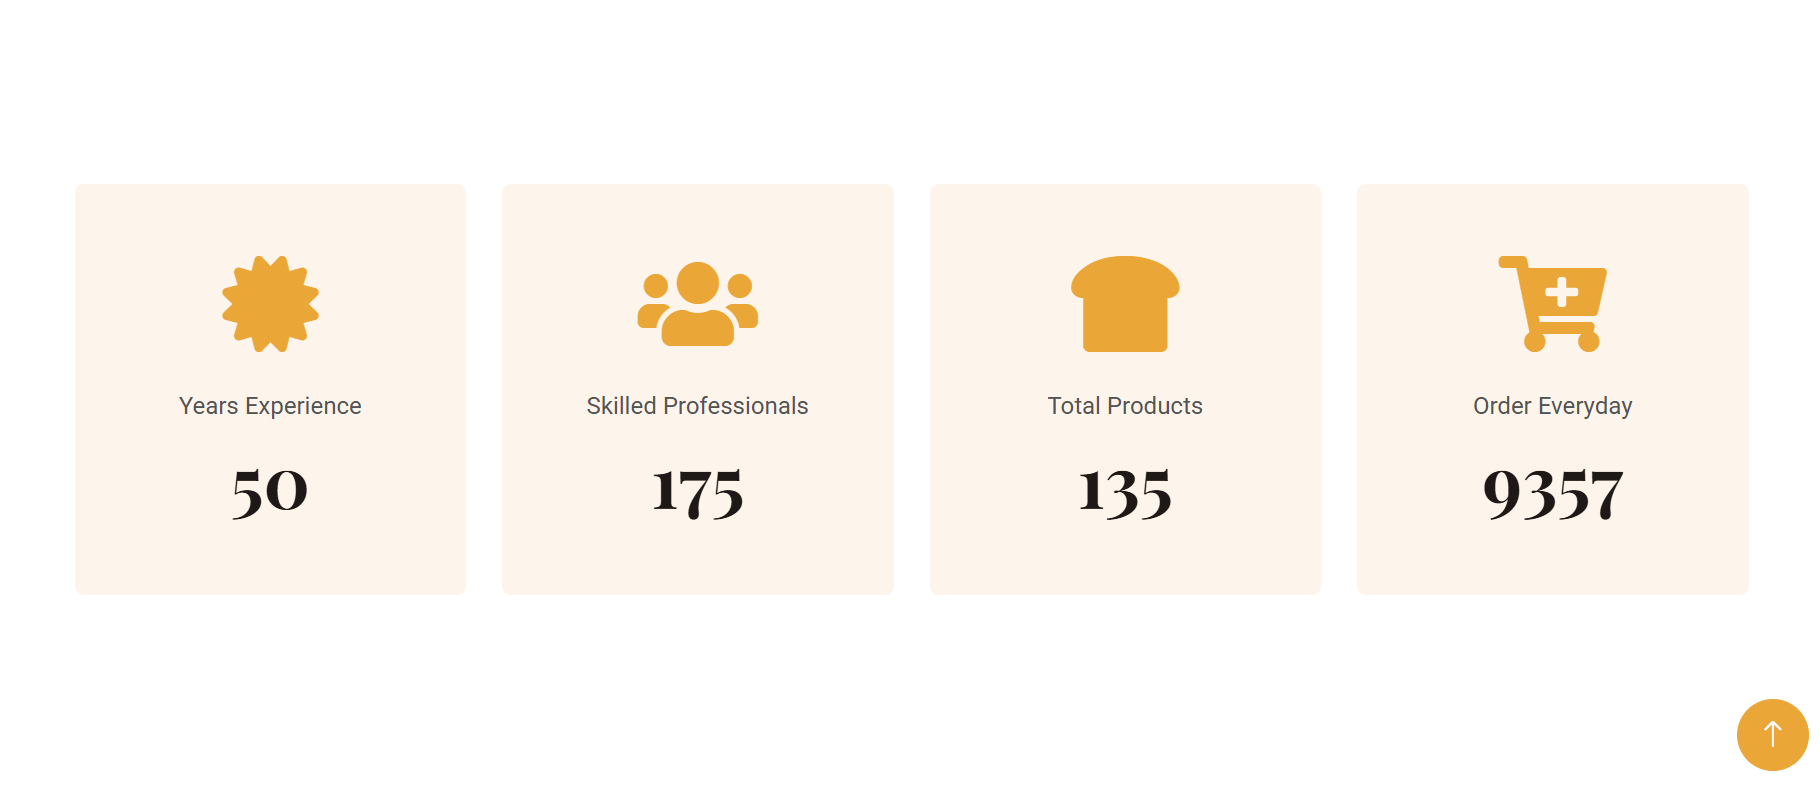 Years Experience
50
Skilled Professionals
175
Total Products
135
Order Everyday
9357